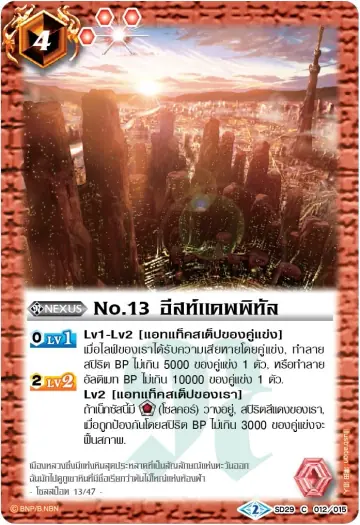 4
NEXUS No.13 อีสท์แคพพิทัล
0 LV1
Lv1-Lv2 [แอทแท็คสเต็ปของคู่แข่ง]
เมื่อไลฟ์ของเราได้รับความเสียหายโดยคู่แข่ง, ทำลาย
สปิริต BP ไม่เกิน 5000 ของคู่แข่ง 1 ตัว, หรือทำลาย
อัลติเมท BP ไม่เกิน 10000 ของคู่แข่ง 1 ตัว.
2 LV2
Lv2 [แอทแท็คสเต็ปของเรา]
ถ้าเน็กซัสนี้มี (โซลคอร์) วางอยู่, สปิริตสีแดงของเรา,
เมื่อถูกป้องกันโดยสปิริต BP ไม่เกิน 3000 ของคู่แข่งจะ
ฟื้นสภาพ.
- โซลสป็อท 13/47 -
© BNP/B,NBN
2 SD29 C 012/015